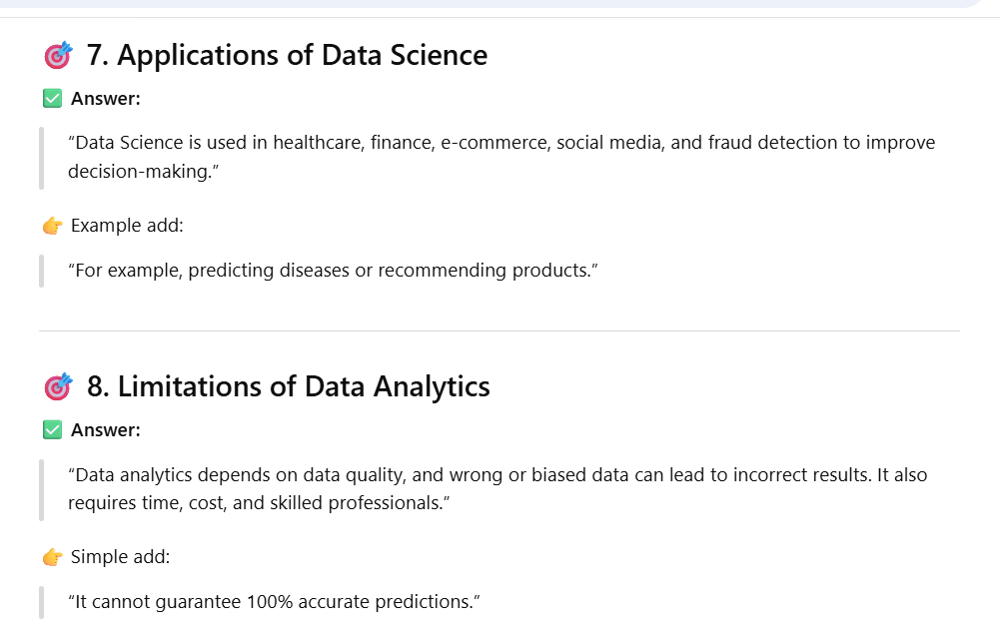 🎯 7. Applications of Data Science
✅ Answer:
“Data Science is used in healthcare, finance, e-commerce, social media, and fraud detection to improve
decision-making.”
👉 Example add:
“For example, predicting diseases or recommending products.”
🎯 8. Limitations of Data Analytics
✅ Answer:
“Data analytics depends on data quality, and wrong or biased data can lead to incorrect results. It also
requires time, cost, and skilled professionals.”
👉 Simple add:
“It cannot guarantee 100% accurate predictions.”